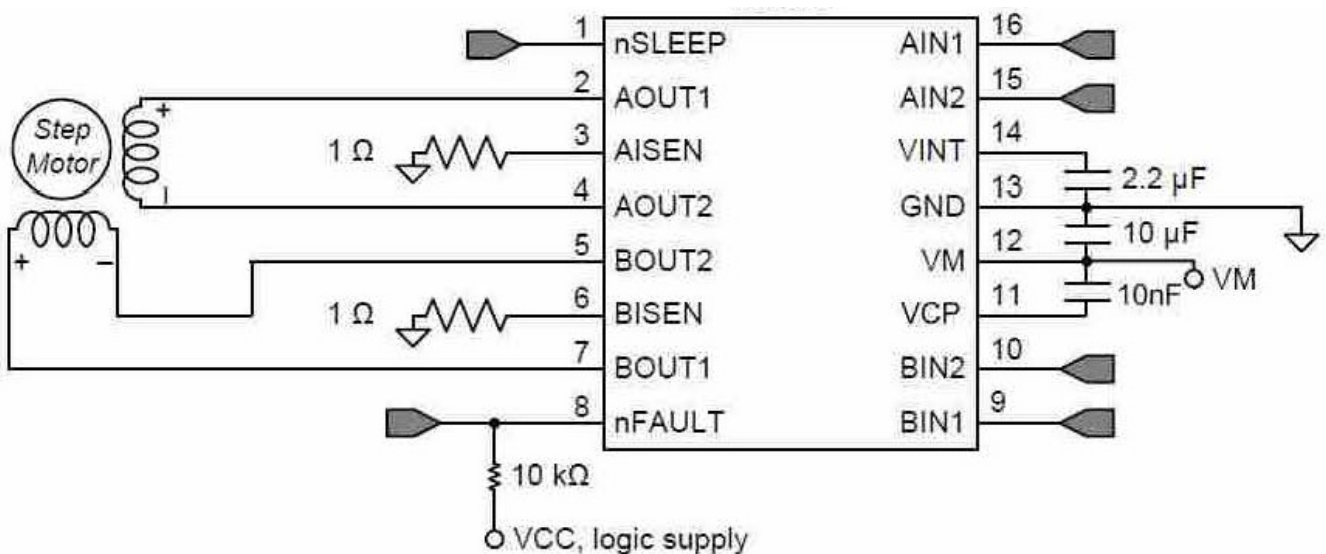 1 nSLEEP AIN1 16
2 AOUT1 AIN2 15
Step Motor + −
1 Ω 3 AISEN VINT 14
2.2 µF
4 AOUT2 GND 13
10 µF
5 BOUT2 VM 12
+ − VM
1 Ω 6 BISEN VCP 11 10nF
7 BOUT1 BIN2 10
8 nFAULT BIN1 9
10 kΩ
VCC, logic supply